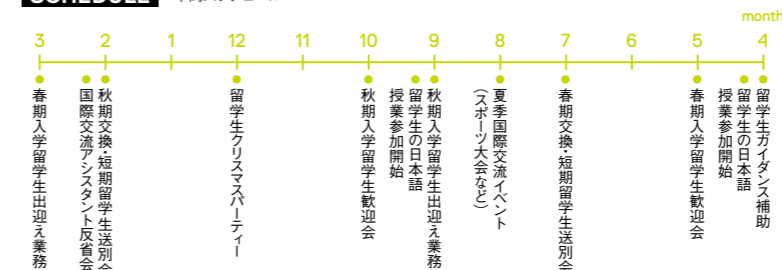 SCHEDULE
month
4
5
6
7
8
9
10
11
12
1
2
3
留学生ガイダンス補助
留学生の日本語
授業参加開始
春期入学留学生歓迎会
春期交換・短期留学生送別会
夏季国際交流イベント
(スポーツ大会など)
秋期入学留学生出迎え業務
留学生の日本語
授業参加開始
秋期入学留学生歓迎会
留学生クリスマスパーティー
秋期交換・短期留学生送別会
国際交流アシスタント反省会
春期入学留学生出迎え業務